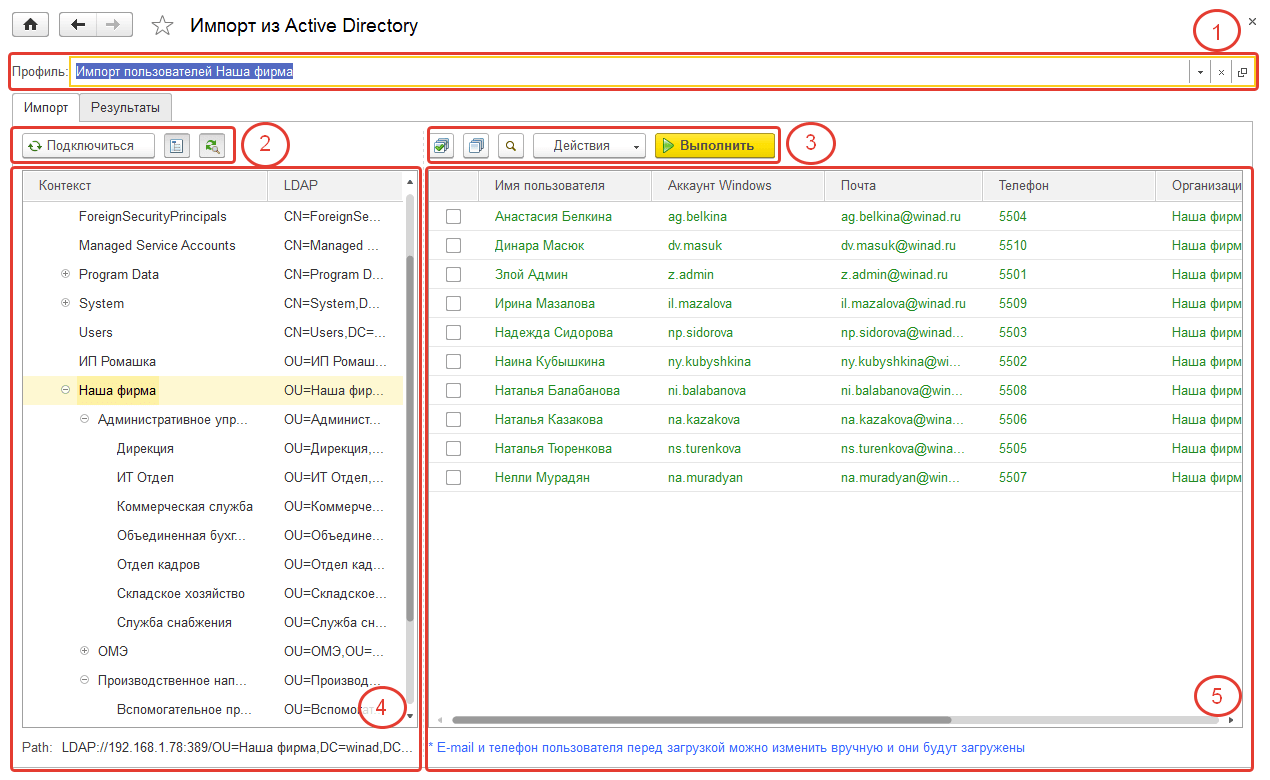 Импорт из Active Directory
1
Профиль: Импорт пользователей Наша фирма
Импорт Результаты
Подключиться 2 Действия Выполнить 3
Контекст LDAP
ForeignSecurityPrincipals CN=ForeignSe...
Managed Service Accounts CN=Managed ...
Program Data CN=Program D...
System CN=System,D...
Users CN=Users,DC=...
ИП Ромашка OU=ИП Ромаш...
Наша фирма OU=Наша фир...
Административное упр... OU=Админист...
Дирекция OU=Дирекция,...
ИТ Отдел OU=ИТ Отдел,...
Коммерческая служба OU=Коммерче...
Объединенная бухг... OU=Объедине...
Отдел кадров OU=Отдел кад...
Складское хозяйство OU=Складское...
Служба снабжения OU=Служба сн...
ОМЭ OU=ОМЭ,OU=...
Производственное нап... OU=Производ...
Вспомогательное пр... OU=Вспомогат...
4
Path: LDAP://192.168.1.78:389/OU=Наша фирма,DC=winad,DC...
Имя пользователя Аккаунт Windows Почта Телефон Организаци
Анастасия Белкина ag.belkina ag.belkina@winad.ru 5504 Наша фирм
Динара Масюк dv.masuk dv.masuk@winad.ru 5510 Наша фирм
Злой Админ z.admin z.admin@winad.ru 5501 Наша фирм
Ирина Мазалова il.mazalova il.mazalova@winad.ru 5509 Наша фирм
Надежда Сидорова np.sidorova np.sidorova@winad... 5503 Наша фирм
Наина Кубышкина ny.kubyshkina ny.kubyshkina@wi... 5502 Наша фирм
Наталья Балабанова ni.balabanova ni.balabanova@win... 5508 Наша фирм
Наталья Казакова na.kazakova na.kazakova@wina... 5506 Наша фирм
Наталья Тюренкова ns.turenkova ns.turenkova@wina... 5505 Наша фирм
Нелли Мурадян na.muradyan na.muradyan@win... 5507 Наша фирм
5
* E-mail и телефон пользователя перед загрузкой можно изменить вручную и они будут загружены